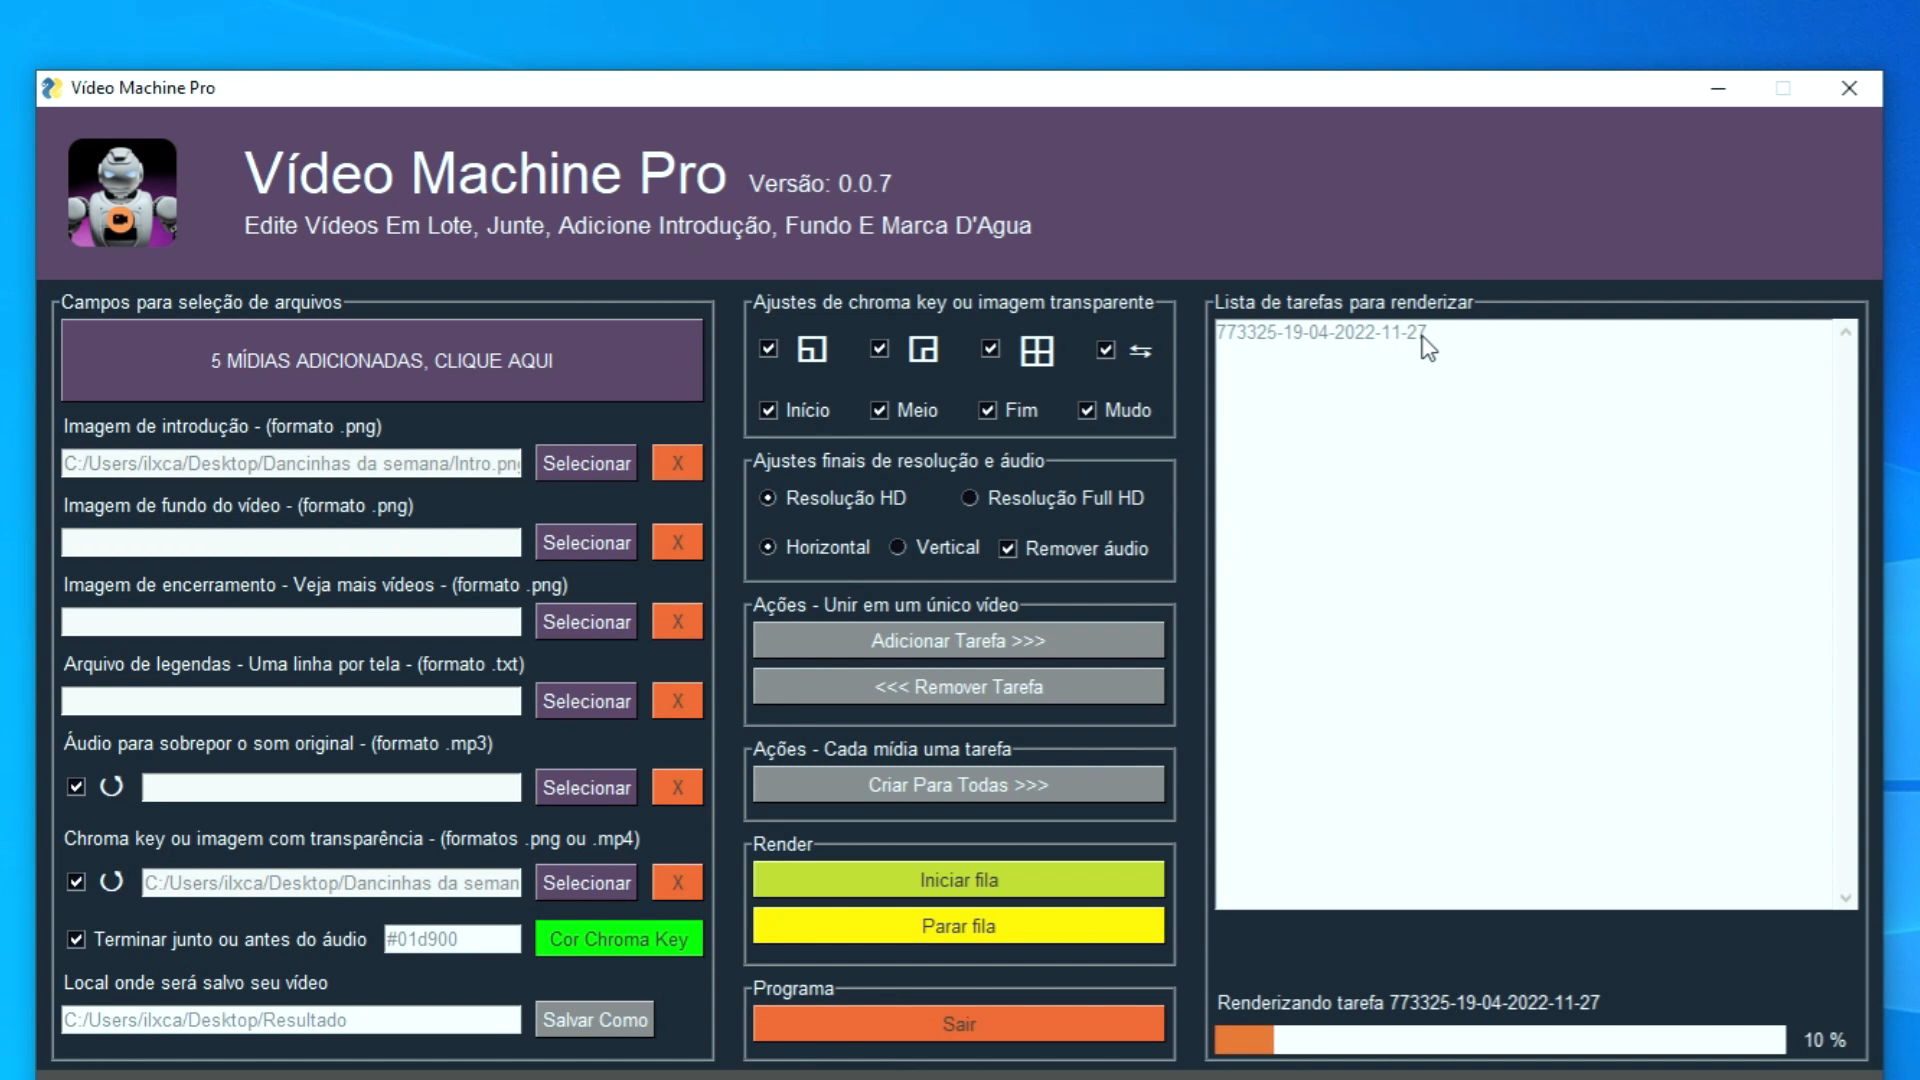 Vídeo Machine Pro
Vídeo Machine Pro Versão: 0.0.7
Edite Vídeos Em Lote, Junte, Adicione Introdução, Fundo E Marca D'Agua
Campos para seleção de arquivos
5 MÍDIAS ADICIONADAS, CLIQUE AQUI
Imagem de introdução - (formato .png)
C:/Users/ilxca/Desktop/Dancinhas da semana/Intro.png Selecionar X
Imagem de fundo do vídeo - (formato .png)
Selecionar X
Imagem de encerramento - Veja mais vídeos - (formato .png)
Selecionar X
Arquivo de legendas - Uma linha por tela - (formato .txt)
Selecionar X
Áudio para sobrepor o som original - (formato .mp3)
Selecionar X
Chroma key ou imagem com transparência - (formatos .png ou .mp4)
C:/Users/ilxca/Desktop/Dancinhas da seman Selecionar X
Terminar junto ou antes do áudio #01d900 Cor Chroma Key
Local onde será salvo seu vídeo
C:/Users/ilxca/Desktop/Resultado Salvar Como
Ajustes de chroma key ou imagem transparente
Início Meio Fim Mudo
Ajustes finais de resolução e áudio
Resolução HD Resolução Full HD
Horizontal Vertical Remover áudio
Ações - Unir em um único vídeo
Adicionar Tarefa >>>
<<< Remover Tarefa
Ações - Cada mídia uma tarefa
Criar Para Todas >>>
Render
Iniciar fila
Parar fila
Programa
Sair
Lista de tarefas para renderizar
773325-19-04-2022-11-27
Renderizando tarefa 773325-19-04-2022-11-27
10 %